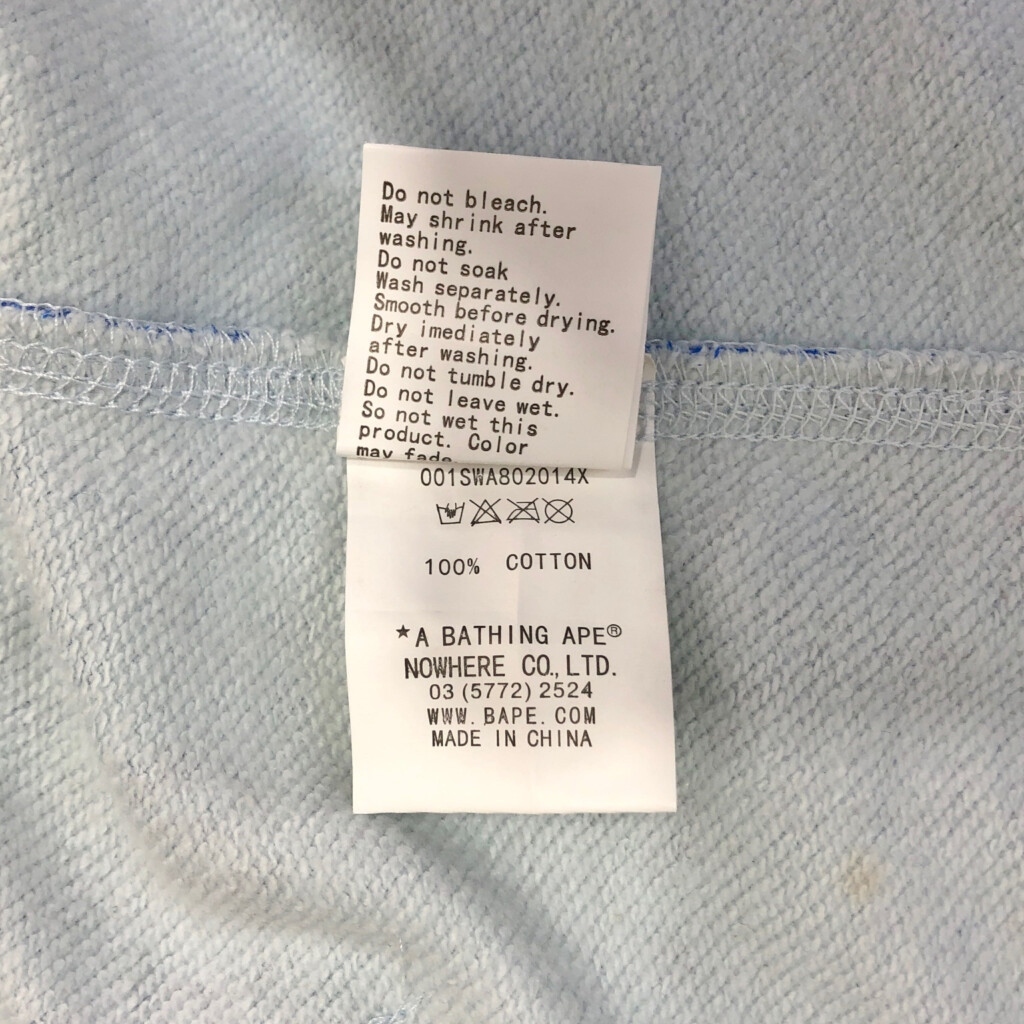 Do not bleach.
May shrink after
washing.
Do not soak
Wash separately.
Smooth before drying.
Dry imediately
after washing.
Do not tumble dry.
Do not leave wet.
So not wet this
product. Color
may fade
001SWA802014X
100% COTTON
★A BATHING APE®
NOWHERE CO., LTD.
03 (5772) 2524
WWW. BAPE. COM
MADE IN CHINA